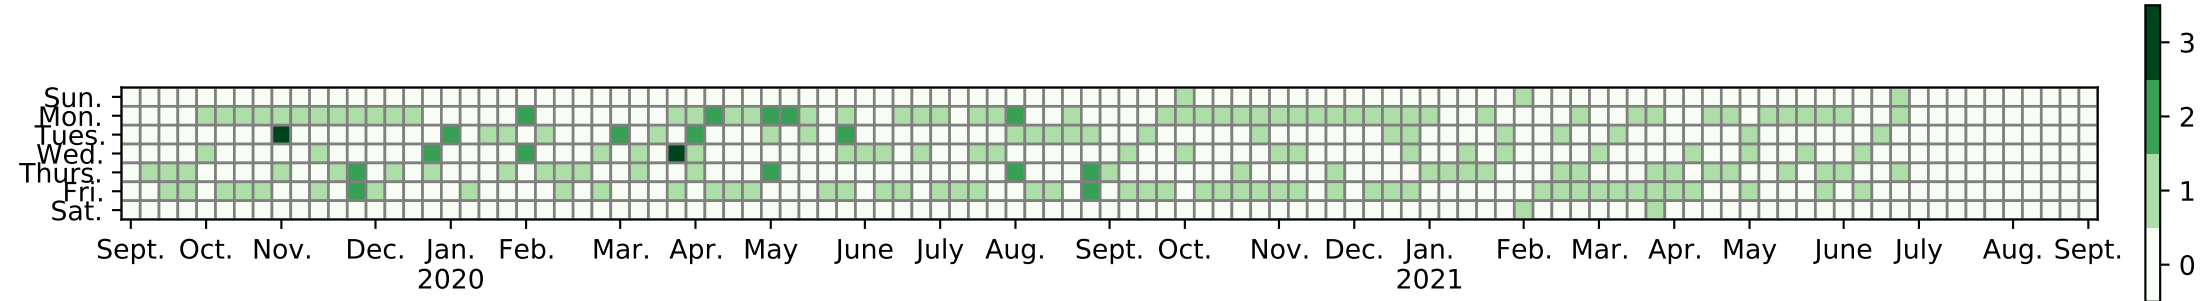 Sun.
Mon.
Tues.
Wed.
Thurs.
Fri.
Sat.
Sept. Oct. Nov. Dec. Jan. Feb. Mar. Apr. May June July Aug. Sept. Oct. Nov. Dec. Jan. Feb. Mar. Apr. May June July Aug. Sept.
2020 2021
3
2
1
0